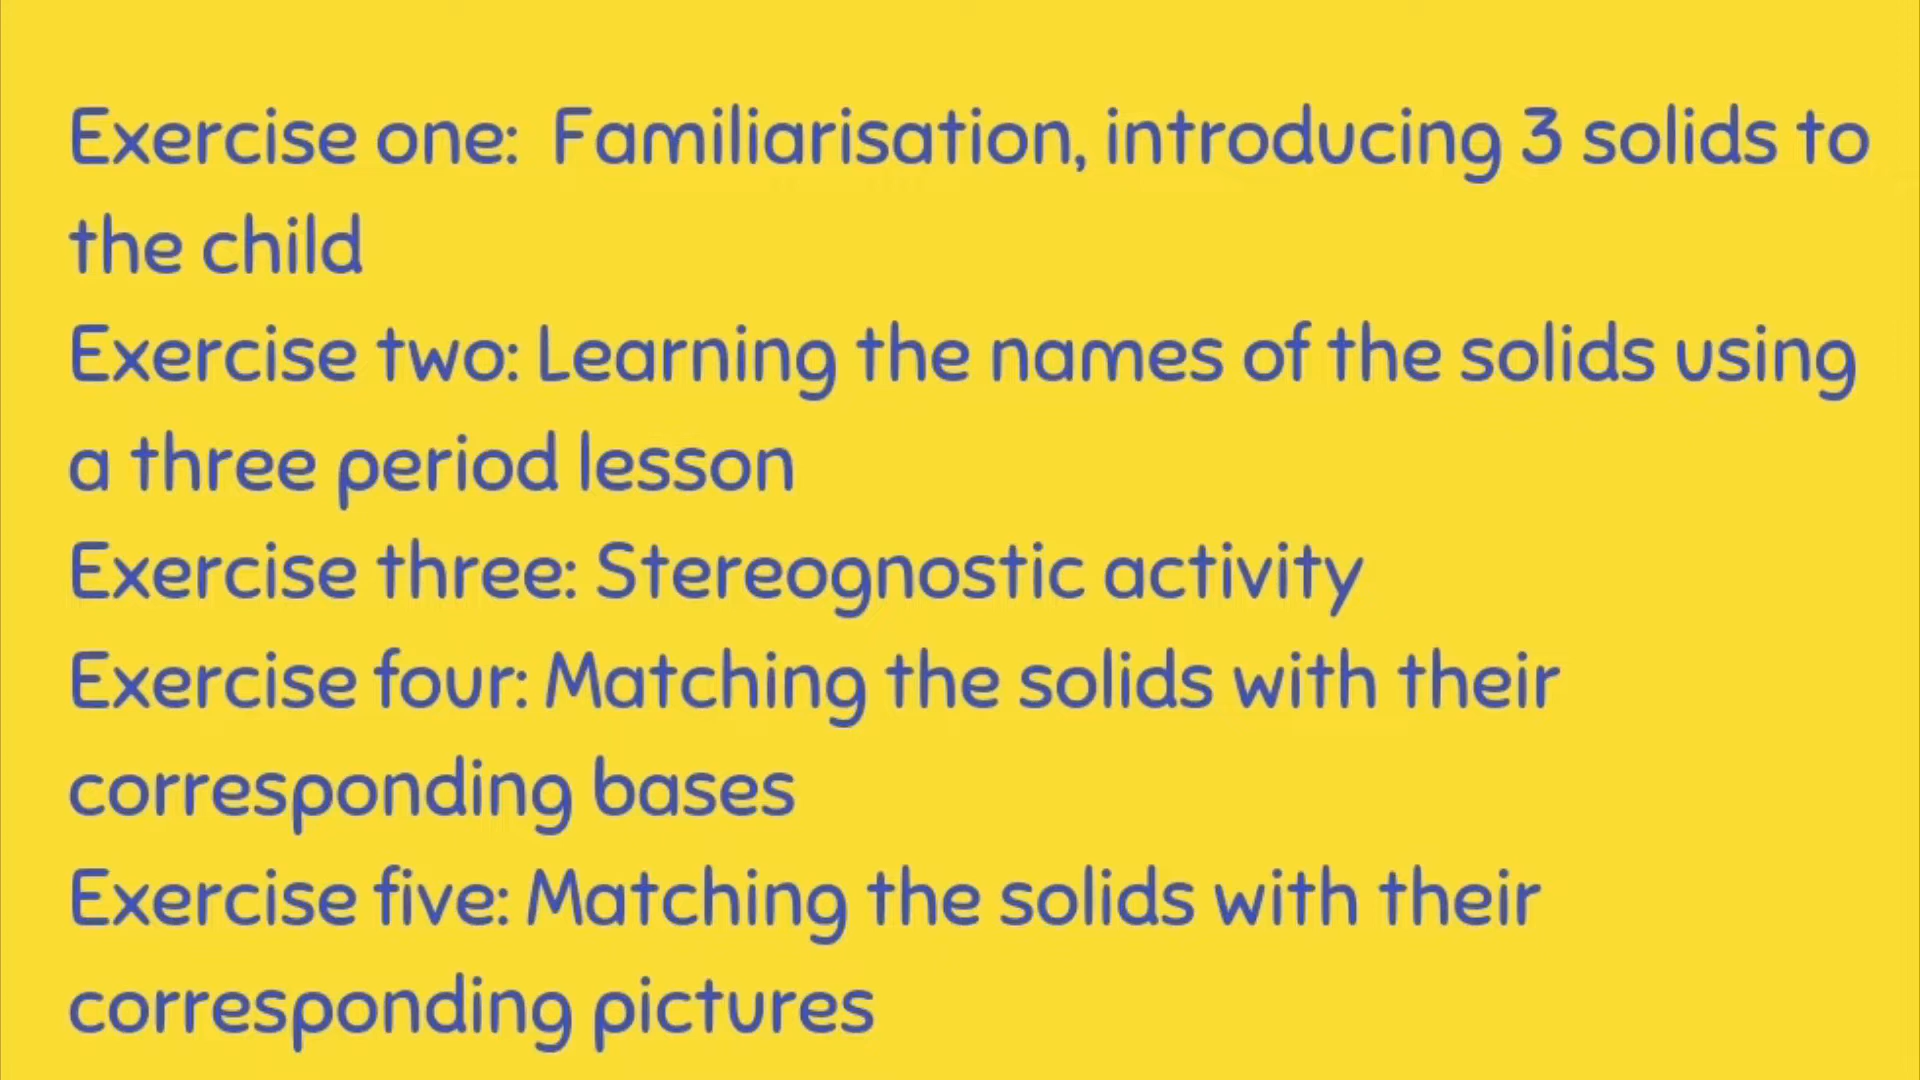 Exercise one:  Familiarisation, introducing 3 solids to
the child
Exercise two: Learning the names of the solids using
a three period lesson
Exercise three: Stereognostic activity
Exercise four: Matching the solids with their
corresponding bases
Exercise five: Matching the solids with their
corresponding pictures